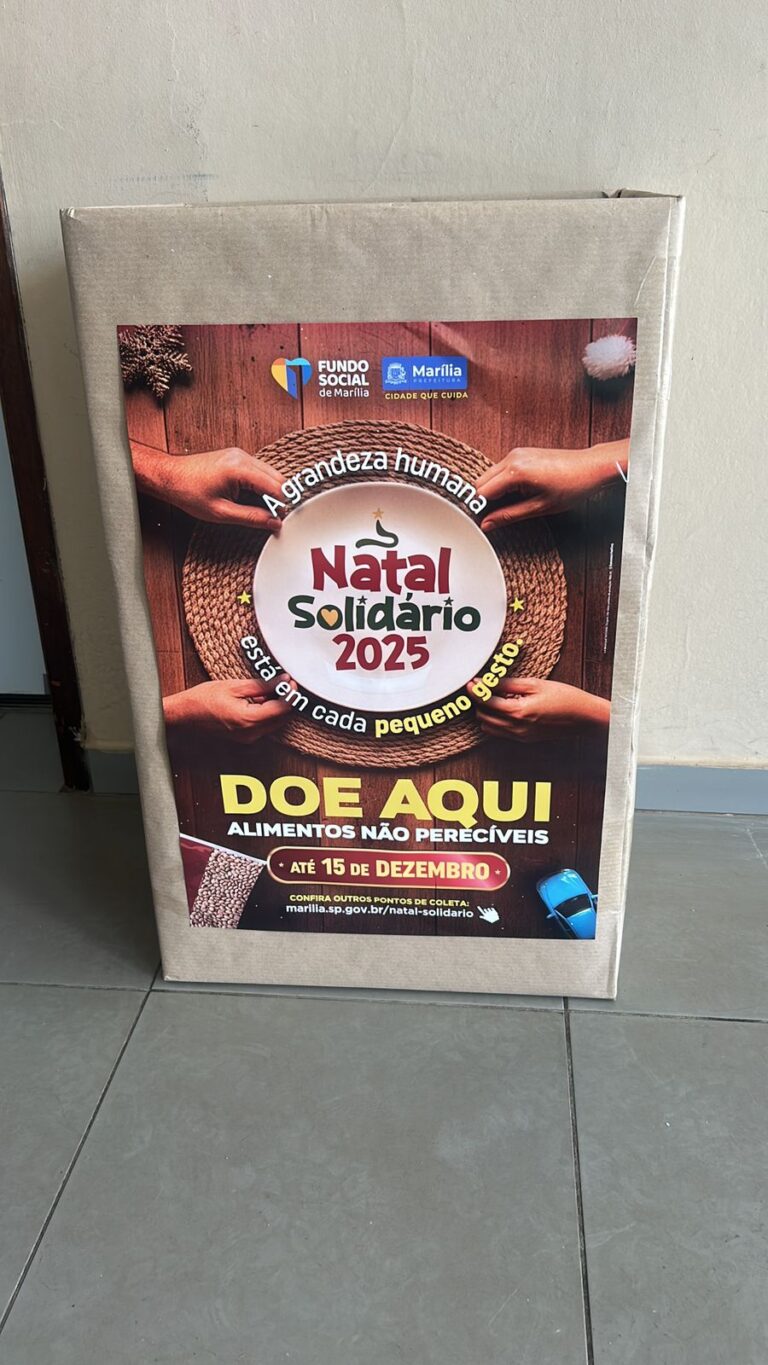 FUNDO
SOCIAL
de Marília
Marília
PREFEITURA
CIDADE QUE CUIDA
A grandeza humana
Natal
Solidário
2025
está em cada pequeno gesto.
DOE AQUI
ALIMENTOS NÃO PERECÍVEIS
ATÉ 15 DE DEZEMBRO
CONFIRA OUTROS PONTOS DE COLETA:
marilia.sp.gov.br/natal-solidario